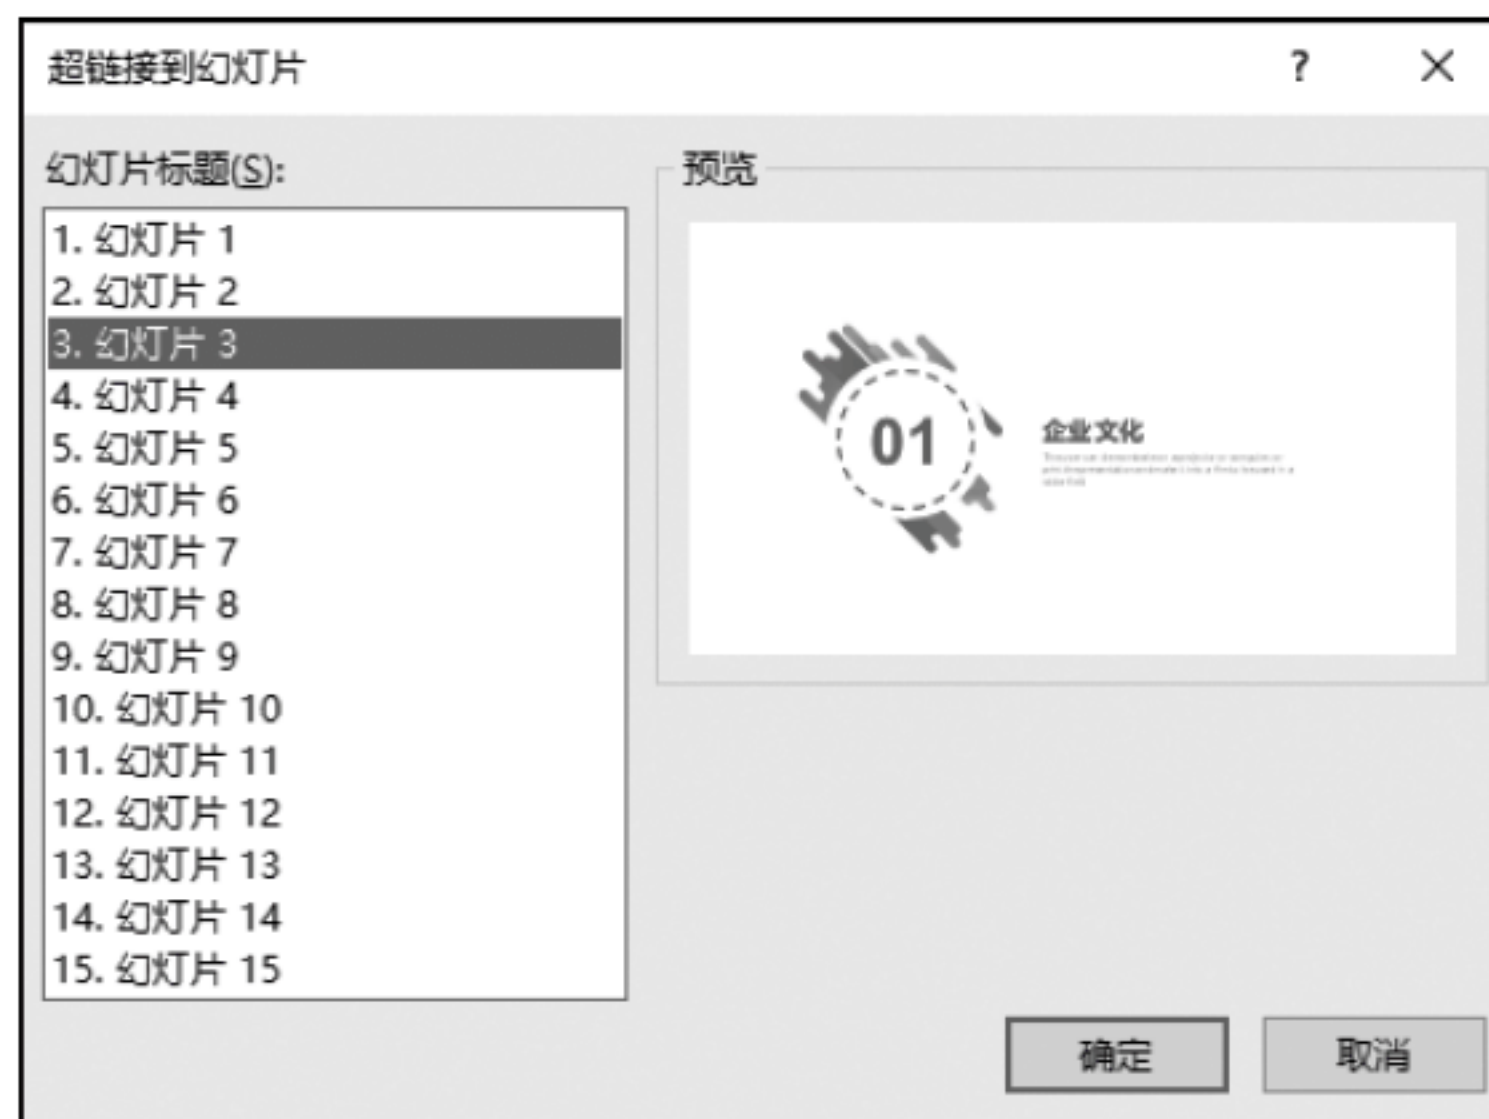 超链接到幻灯片
?
幻灯片标题(S):
预览
1. 幻灯片 1
2. 幻灯片 2
3. 幻灯片 3
4. 幻灯片 4
5. 幻灯片 5
6. 幻灯片 6
7. 幻灯片 7
8. 幻灯片 8
9. 幻灯片 9
10. 幻灯片 10
11. 幻灯片 11
12. 幻灯片 12
13. 幻灯片 13
14. 幻灯片 14
15. 幻灯片 15
01
企业文化
确定
取消